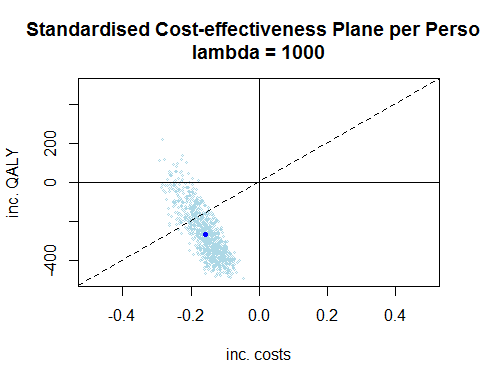 Standardised Cost-effectiveness Plane per Perso
lambda = 1000
inc. QALY
200
0
-400
-0.4
-0.2
0.0
0.2
0.4
inc. costs